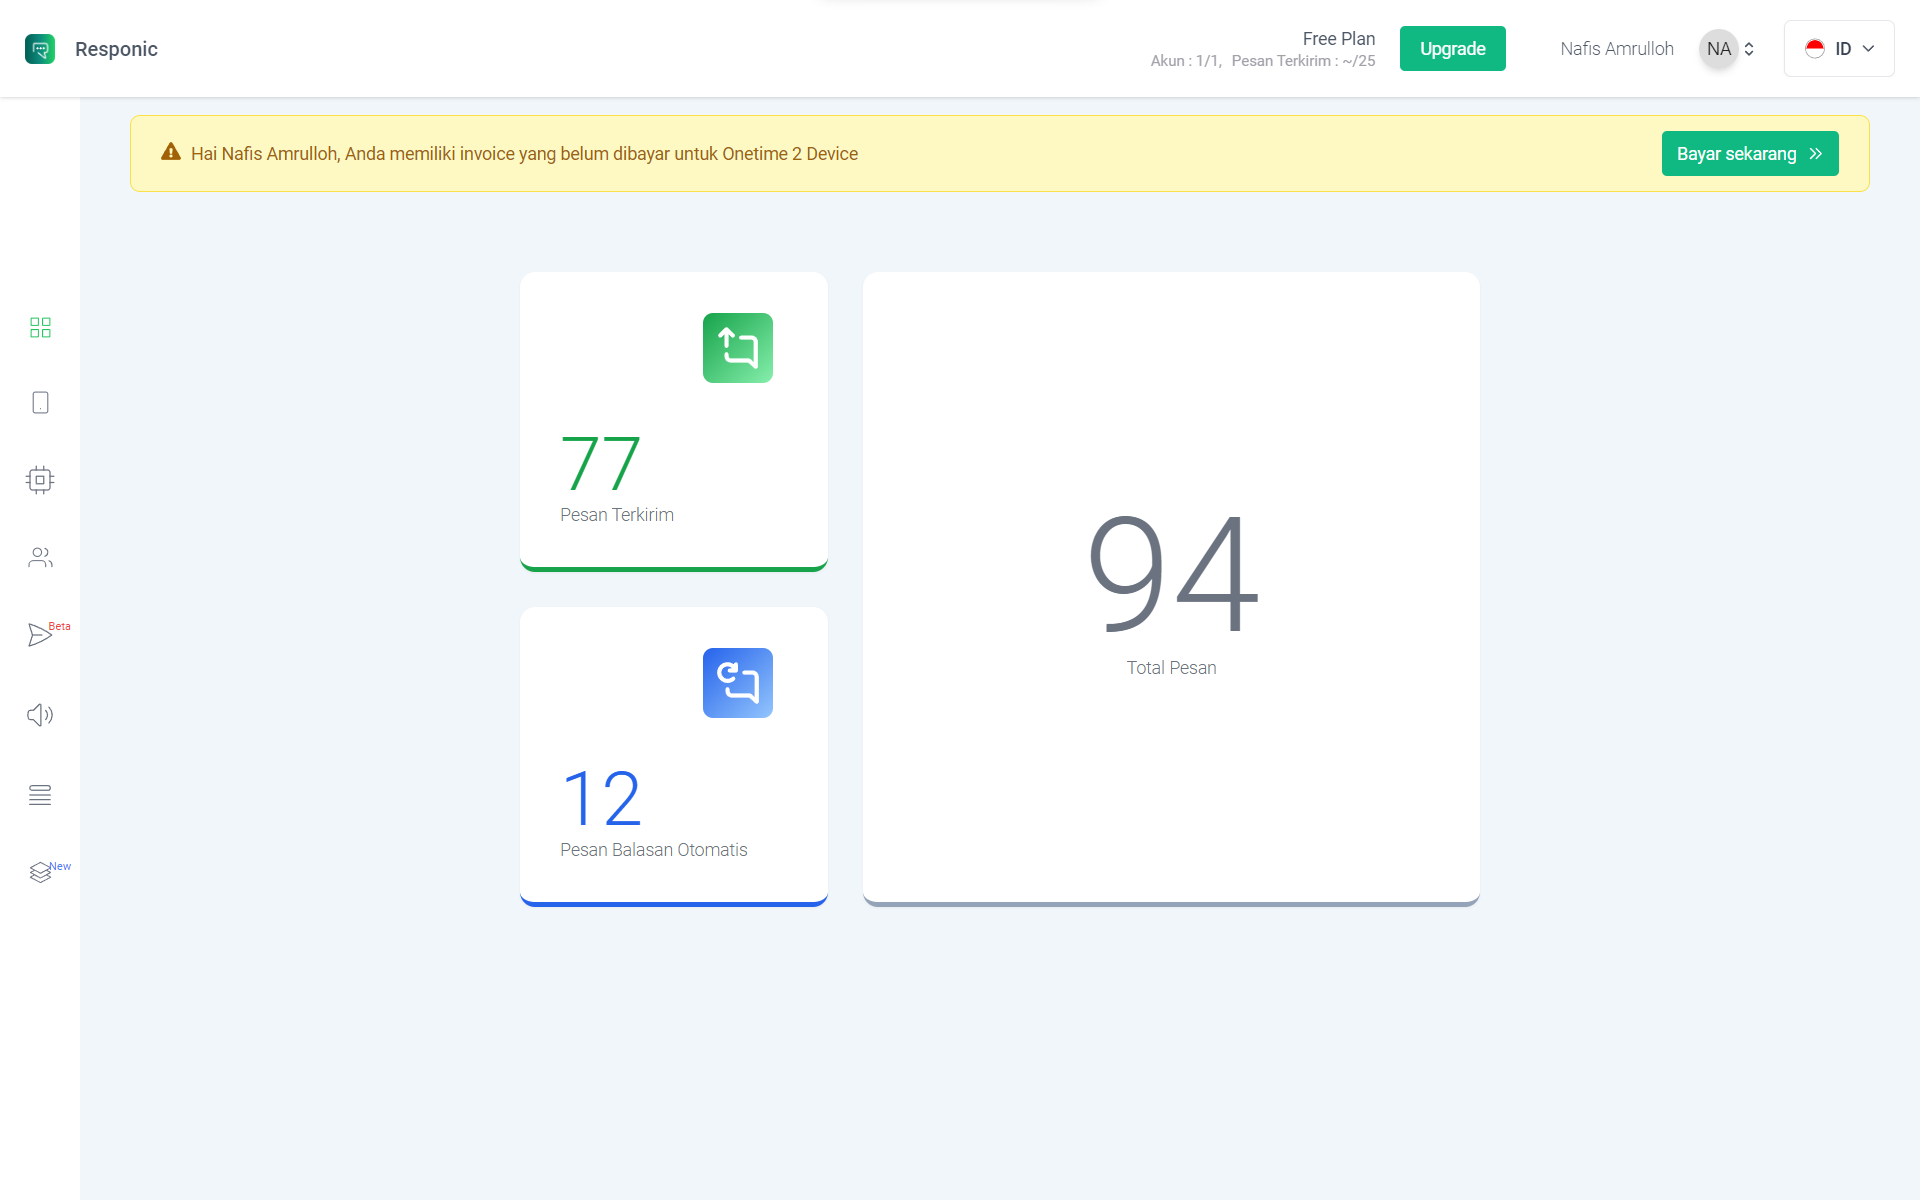 Responic
Free Plan
Akun : 1/1, Pesan Terkirim : ~/25
Upgrade
Nafis Amrulloh
NA
ID
Hai Nafis Amrulloh, Anda memiliki invoice yang belum dibayar untuk Onetime 2 Device
Bayar sekarang
77
Pesan Terkirim
94
Total Pesan
12
Pesan Balasan Otomatis
Beta
New